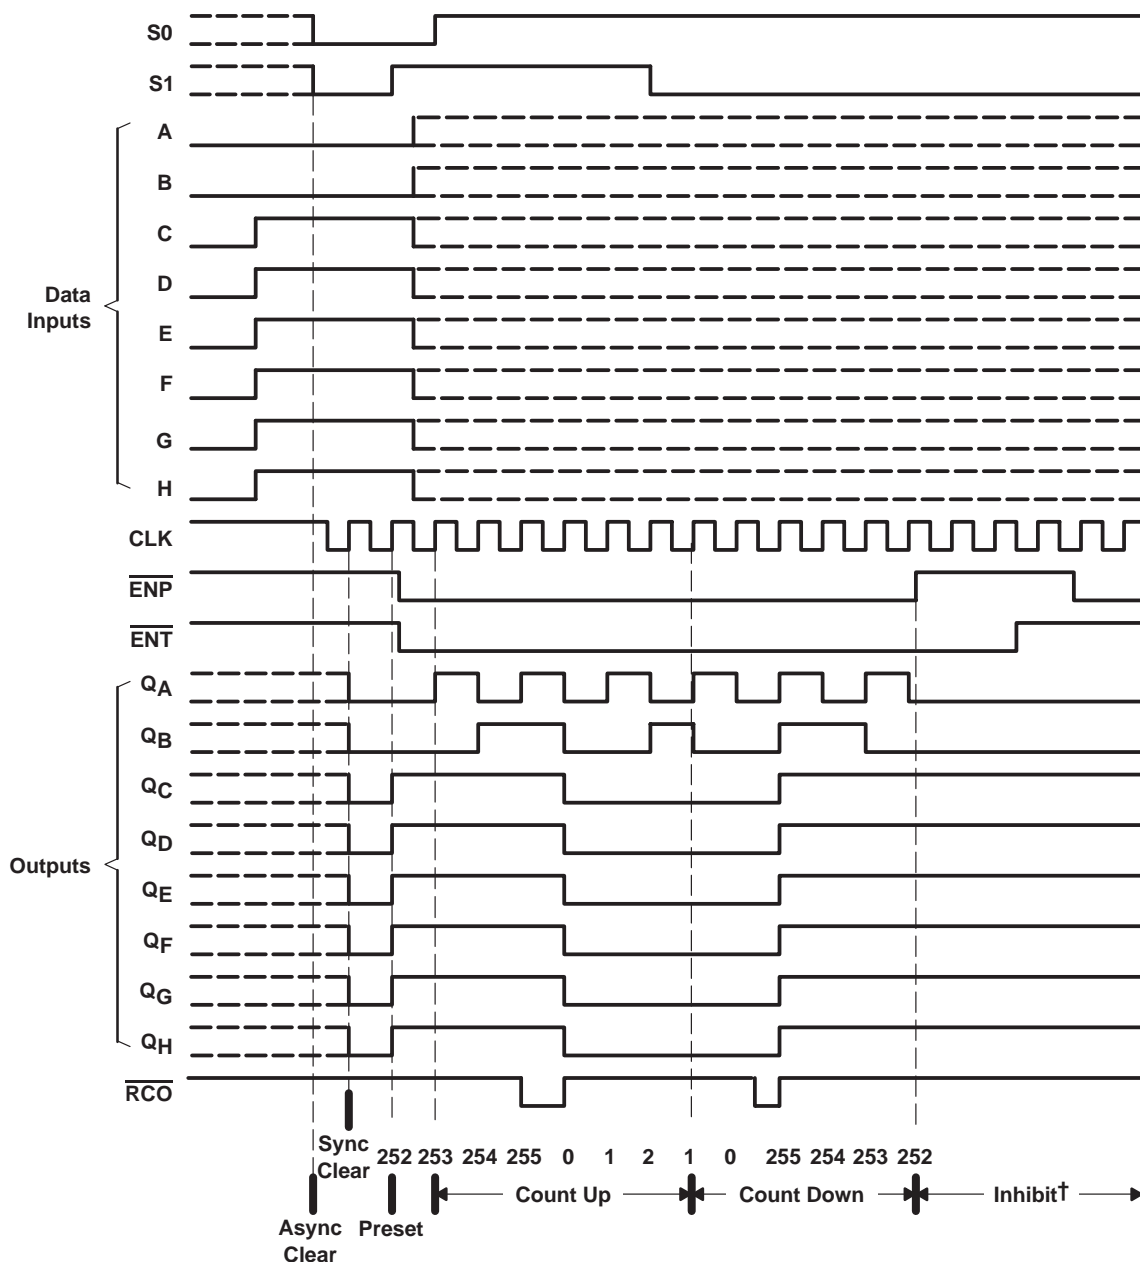 S0
S1
A
B
C
D
Data
Inputs
E
F
G
H
CLK
ENP
ENT
QA
QB
QC
QD
Outputs
QE
QF
QG
QH
RCO
Sync
Clear
252 253 254 255 0 1 2 1 0 255 254 253 252
Count Up Count Down Inhibit†
Async
Clear
Preset